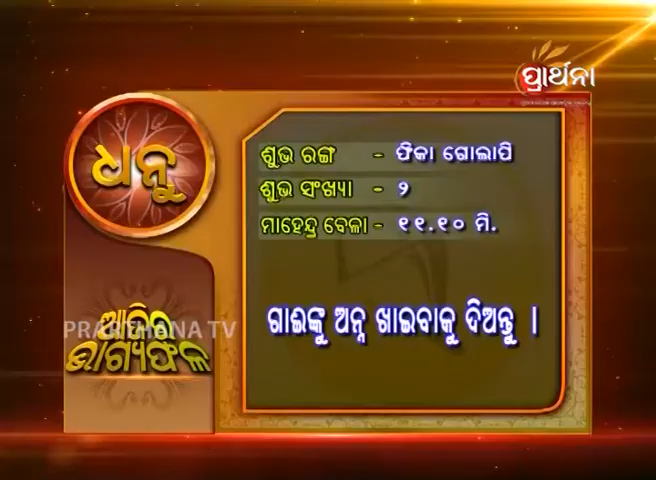 ପ୍ରାର୍ଥନା
ଧନୁ
ଶୁଭ ରଙ୍ଗ - ଫିକା ଗୋଲାପି
ଶୁଭ ସଂଖ୍ୟା - ୨
ମାହେନ୍ଦ୍ର ବେଳା - ୧୧.୧୦ ମି.
ଗାଈଙ୍କୁ ଅନ୍ନ ଖାଇବାକୁ ଦିଅନ୍ତୁ ।
PRARTHANA TV
ଆଜିର
ଭାଗ୍ୟଫଳ